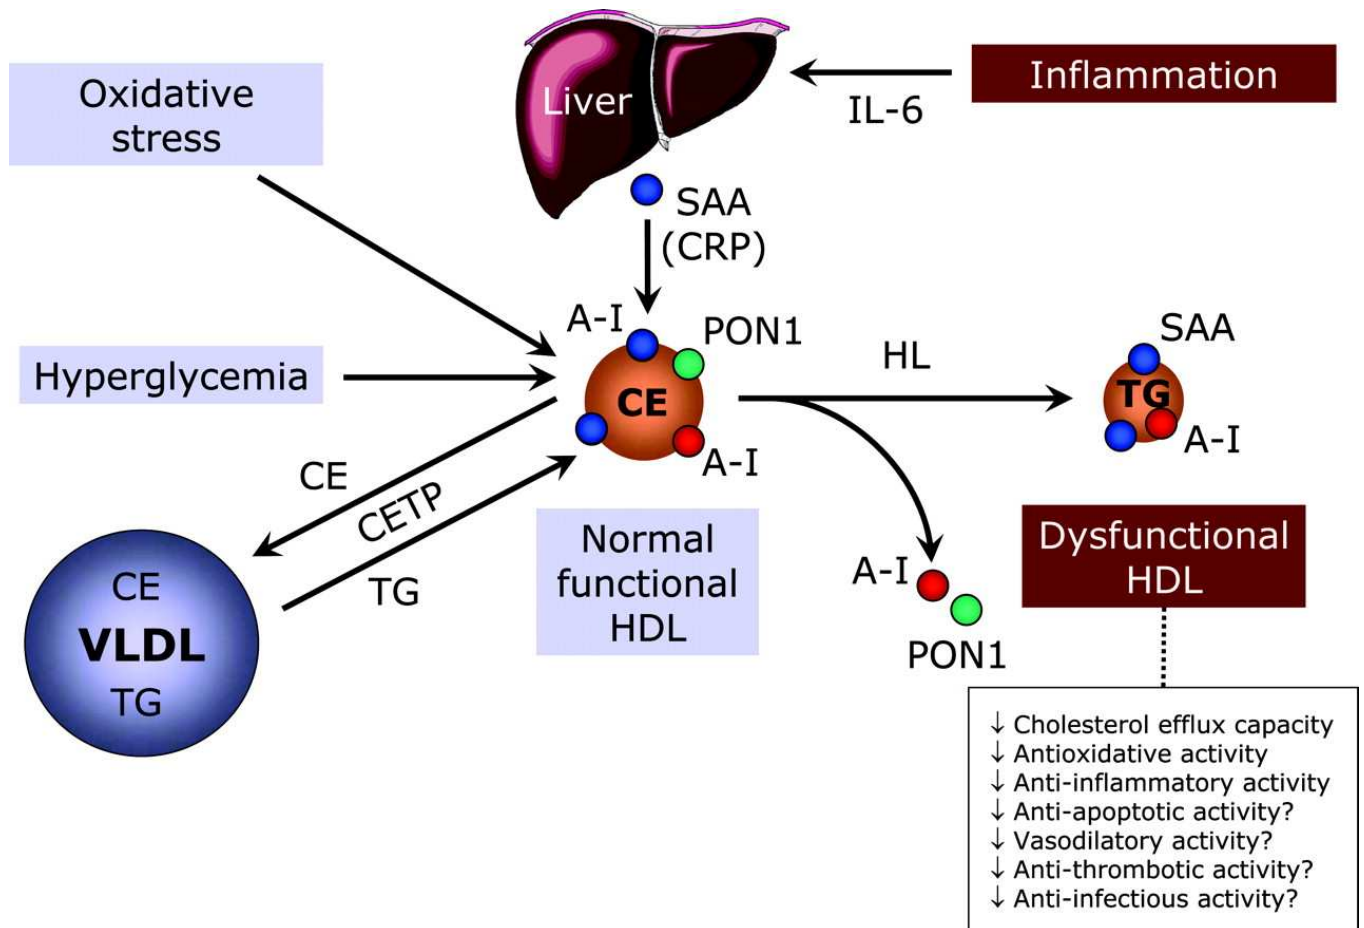 Oxidative
stress
Liver
Inflammation
IL-6
SAA
(CRP)
A-I
PON1
Hyperglycemia
CE
HL
SAA
TG
A-I
A-I
CE
CETP
TG
Normal
functional
HDL
CE
VLDL
TG
A-I
PON1
Dysfunctional
HDL
↓ Cholesterol efflux capacity
↓ Antioxidative activity
↓ Anti-inflammatory activity
↓ Anti-apoptotic activity?
↓ Vasodilatory activity?
↓ Anti-thrombotic activity?
↓ Anti-infectious activity?